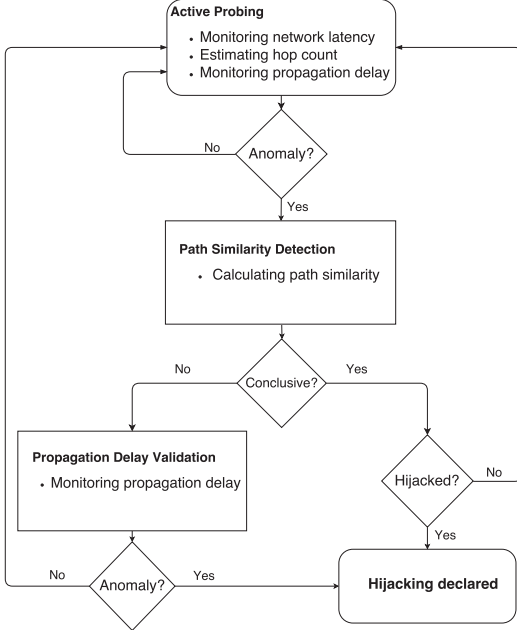 Active Probing
• Monitoring network latency
• Estimating hop count
• Monitoring propagation delay
No
Anomaly?
Yes
Path Similarity Detection
• Calculating path similarity
No
Conclusive?
Yes
Propagation Delay Validation
• Monitoring propagation delay
Hijacked?
No
Yes
No
Anomaly?
Yes
Hijacking declared